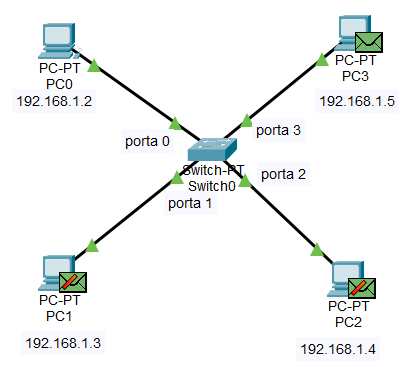 PC-PT
PC0
192.168.1.2
PC-PT
PC3
192.168.1.5
porta 0
porta 3
Switch-PT
Switch0
porta 2
porta 1
PC-PT
PC1
192.168.1.3
PC-PT
PC2
192.168.1.4